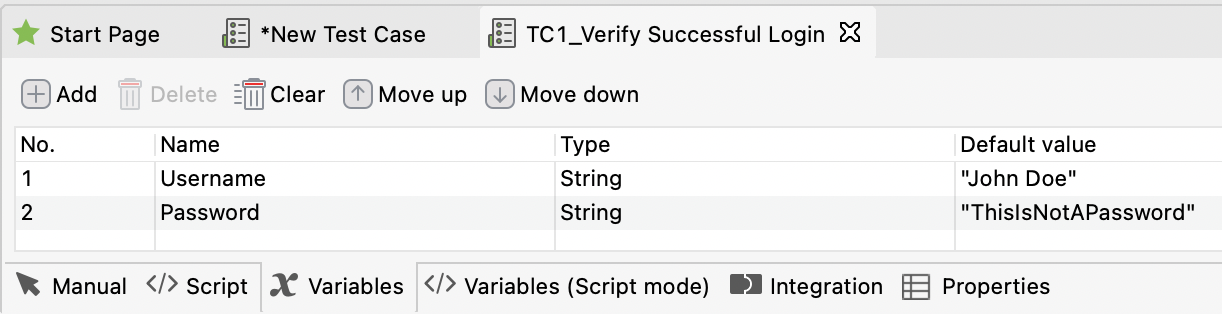 Start Page *New Test Case TC1_Verify Successful Login
Add Delete Clear Move up Move down
No. Name Type Default value
1 Username String "John Doe"
2 Password String "ThisIsNotAPassword"
Manual </> Script x Variables </> Variables (Script mode) Integration Properties